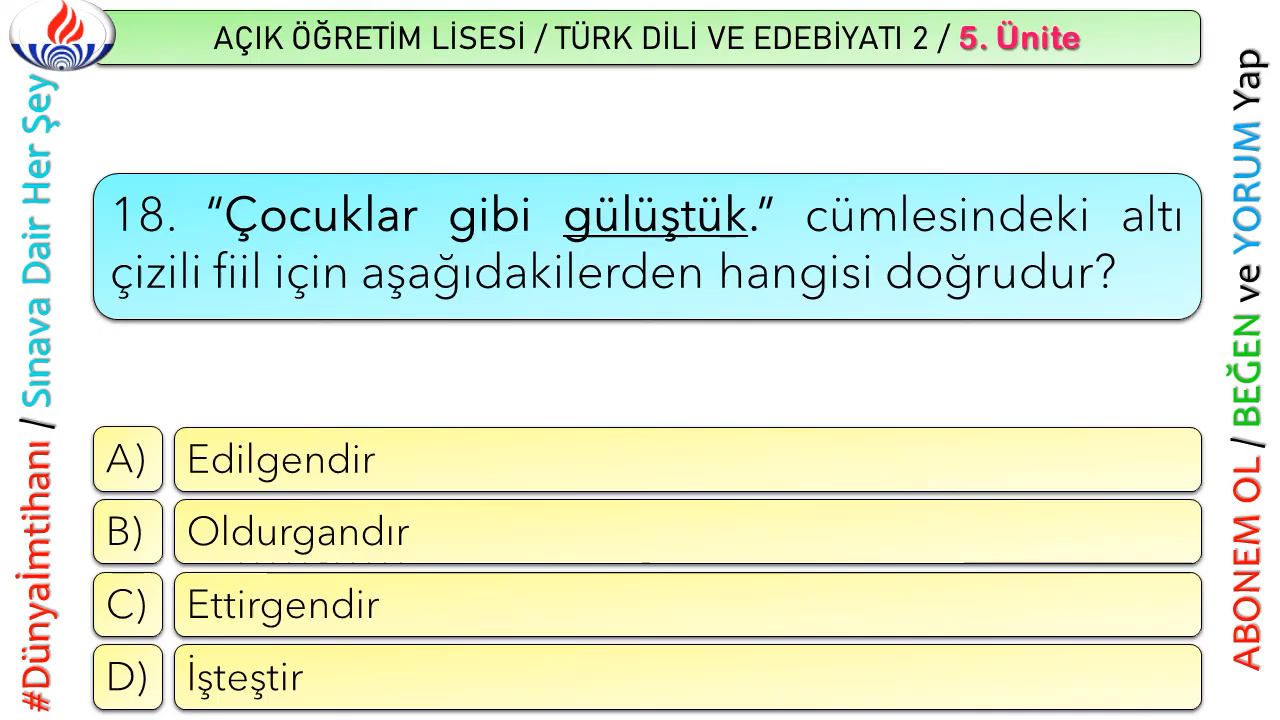 AÇIK ÖĞRETİM LİSESİ / TÜRK DİLİ VE EDEBİYATI 2 / 5. Ünite
#Dünyaİmtihanı / Sınava Dair Her Şey
18. “Çocuklar gibi gülüştük.” cümlesindeki altı
çizili fiil için aşağıdakilerden hangisi doğrudur?
A) Edilgendir
B) Oldurgandır
C) Ettirgendir
D) İşteştir
ABONEM OL / BEĞEN ve YORUM Yap